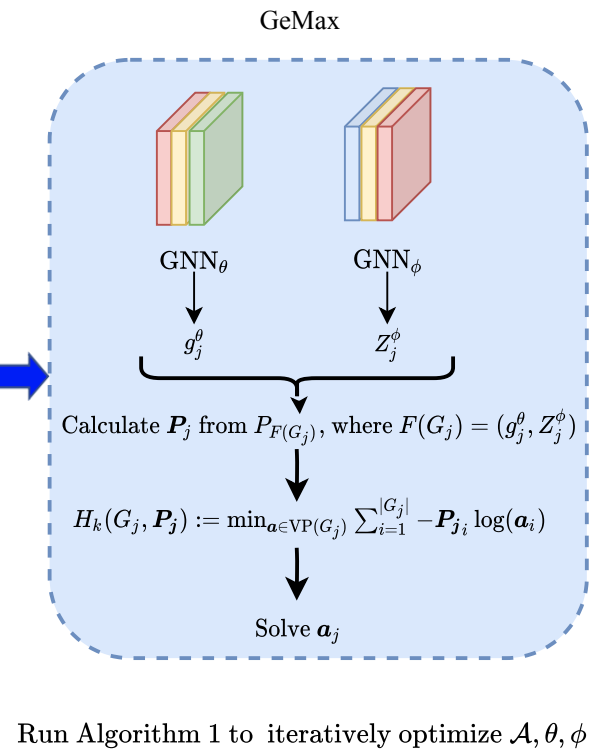 GeMax
GNN_θ GNN_ϕ
g_j^θ Z_j^ϕ
Calculate P_j from P_{F(G_j)}, where F(G_j) = (g_j^θ, Z_j^ϕ)
H_k(G_j, P_j) := min_{a∈VP(G_j)} ∑_{i=1}^{|G_j|} −P_{j_i} log(a_i)
Solve a_j
Run Algorithm 1 to iteratively optimize 𝒜, θ, ϕ